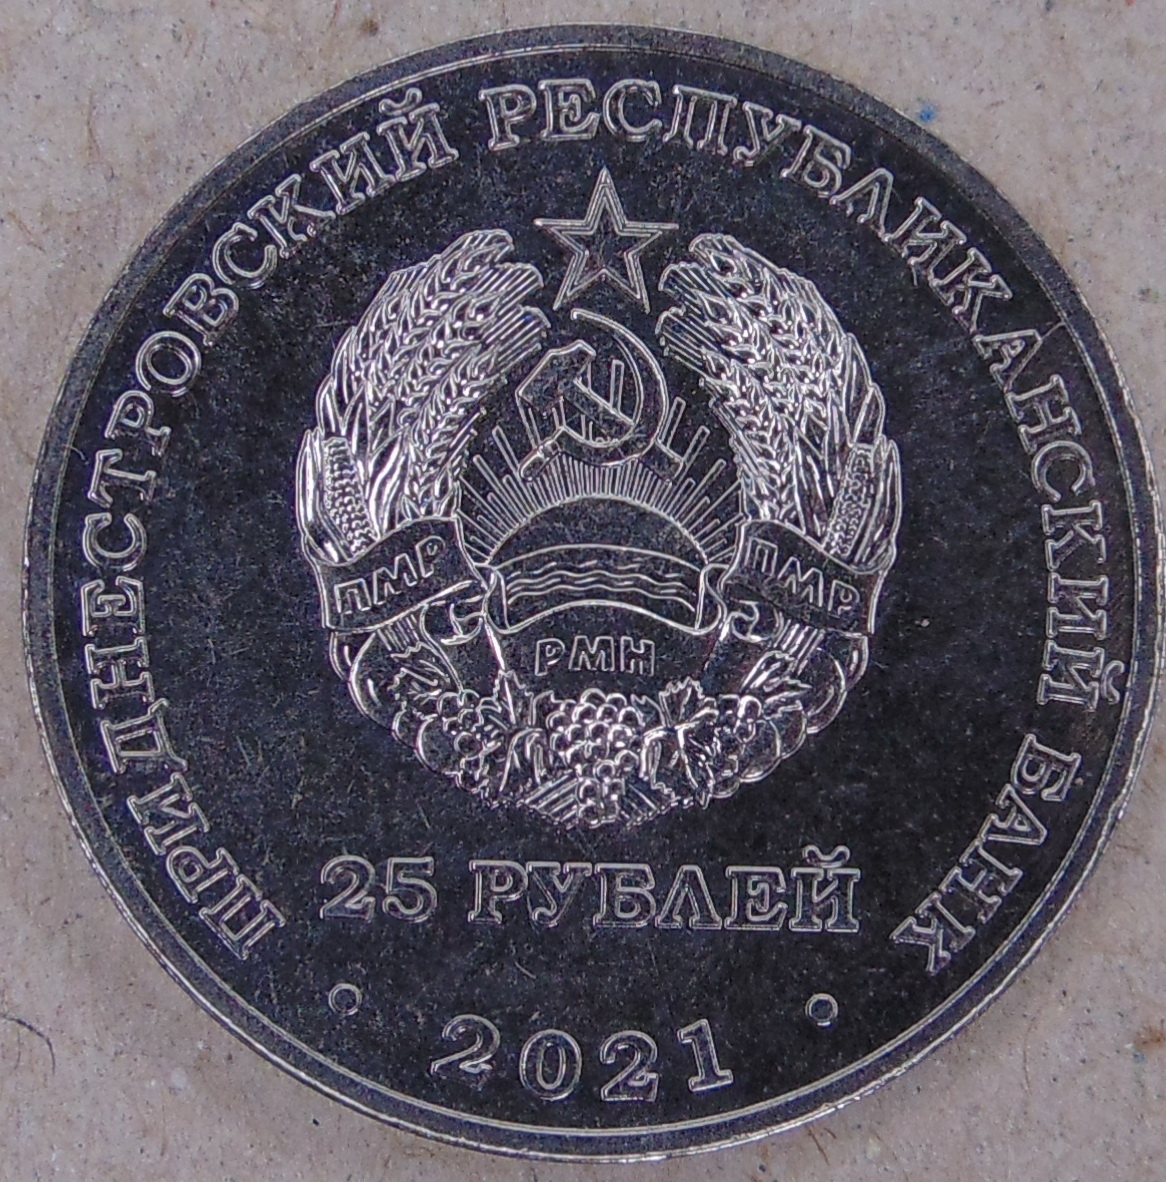 ПРИДНЕСТРОВСКИЙ РЕСПУБЛИКАНСКИЙ БАНК
ПМР
ПМР
РМН
25 РУБЛЕЙ
2021